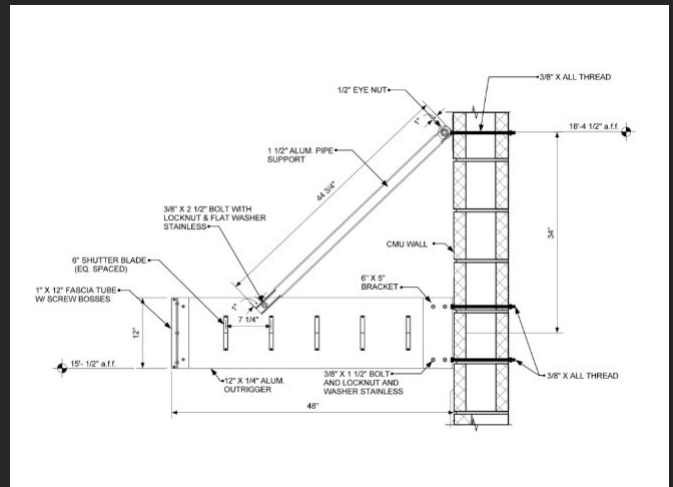 3/8" X ALL THREAD
1/2" EYE NUT
18'-4 1/2" a.f.f.
1"
1 1/2" ALUM. PIPE
SUPPORT
44 3/4"
3/8" X 2 1/2" BOLT WITH
LOCKNUT & FLAT WASHER
STAINLESS
34"
CMU WALL
6" SHUTTER BLADE
(EQ. SPACED)
6" X 5"
BRACKET
1" X 12" FASCIA TUBE
W/ SCREW BOSSES
1"
7 1/4"
12"
15'- 1/2" a.f.f.
12" X 1/4" ALUM.
OUTRIGGER
3/8" X 1 1/2" BOLT
AND LOCKNUT AND
WASHER STAINLESS
3/8" X ALL THREAD
48"